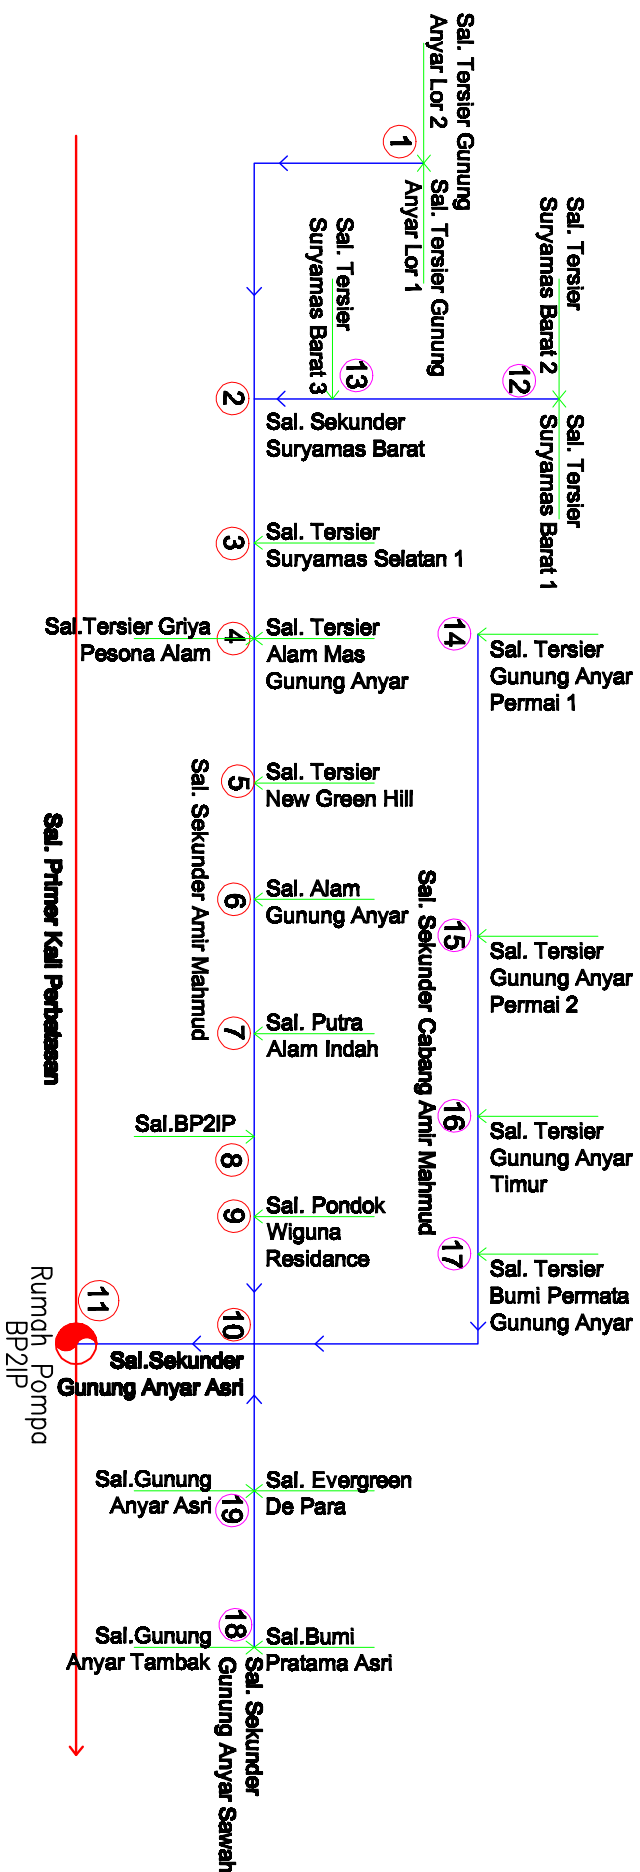 Sal. Tersier Gunung
Anyar Lor 2
1
Sal. Tersier Gunung
Anyar Lor 1
Sal. Tersier
Suryamas Barat 2
12
Sal. Tersier
Suryamas Barat 1
Sal. Tersier
Suryamas Barat 3
13
2
Sal. Sekunder
Suryamas Barat
3
Sal. Tersier
Suryamas Selatan 1
Sal.Tersier Griya
Pesona Alam
4
Sal. Tersier
Alam Mas
Gunung Anyar
14
Sal. Tersier
Gunung Anyar
Permai 1
5
Sal. Tersier
New Green Hill
Sal. Sekunder Amir Mahmud
Sal. Primer Kali Perbatasan
6
Sal. Alam
Gunung Anyar
Sal. Sekunder Cabang Amir Mahmud
15
Sal. Tersier
Gunung Anyar
Permai 2
7
Sal. Putra
Alam Indah
16
Sal. Tersier
Gunung Anyar
Timur
Sal.BP2IP
8
9
Sal. Pondok
Wiguna
Residance
17
Sal. Tersier
Bumi Permata
Gunung Anyar
10
11
Rumah Pompa
BP2IP
Sal.Sekunder
Gunung Anyar Asri
Sal.Gunung
Anyar Asri
19
Sal. Evergreen
De Para
Sal.Gunung
Anyar Tambak
18
Sal.Bumi
Pratama Asri
Sal. Sekunder
Gunung Anyar Sawah